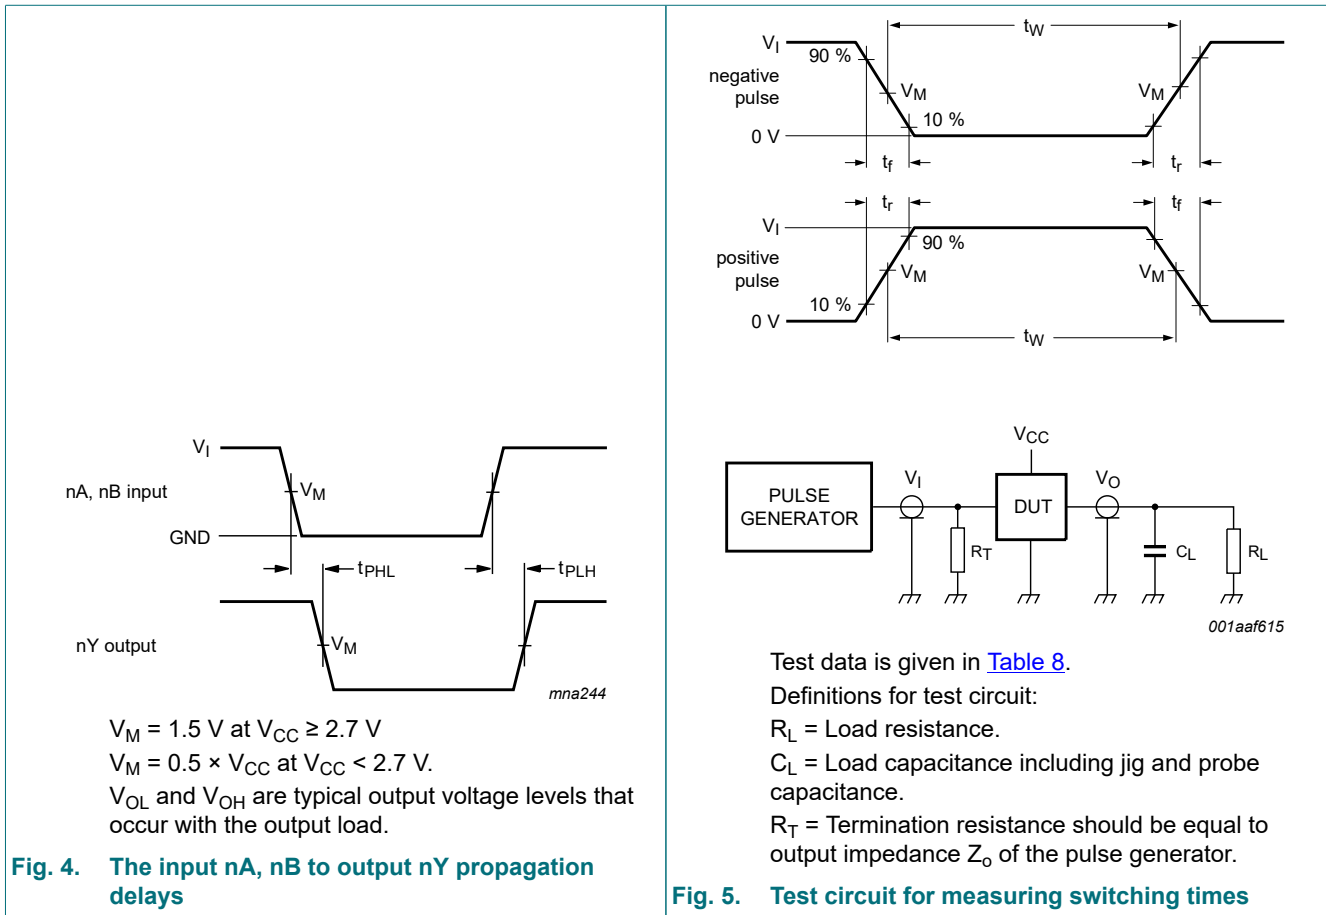 V_I
nA, nB input
V_M
GND
t_PHL
t_PLH
nY output
V_M
mna244
V_M = 1.5 V at V_CC ≥ 2.7 V
V_M = 0.5 × V_CC at V_CC < 2.7 V.
V_OL and V_OH are typical output voltage levels that
occur with the output load.
Fig. 4. The input nA, nB to output nY propagation
delays
t_W
V_I
90 %
negative
pulse
V_M
V_M
10 %
0 V
t_f
t_r
t_r
t_f
V_I
90 %
positive
pulse
V_M
V_M
10 %
0 V
t_W
V_CC
PULSE
GENERATOR
V_I
DUT
V_O
R_T
C_L
R_L
001aaf615
Test data is given in Table 8.
Definitions for test circuit:
R_L = Load resistance.
C_L = Load capacitance including jig and probe
capacitance.
R_T = Termination resistance should be equal to
output impedance Z_o of the pulse generator.
Fig. 5. Test circuit for measuring switching times